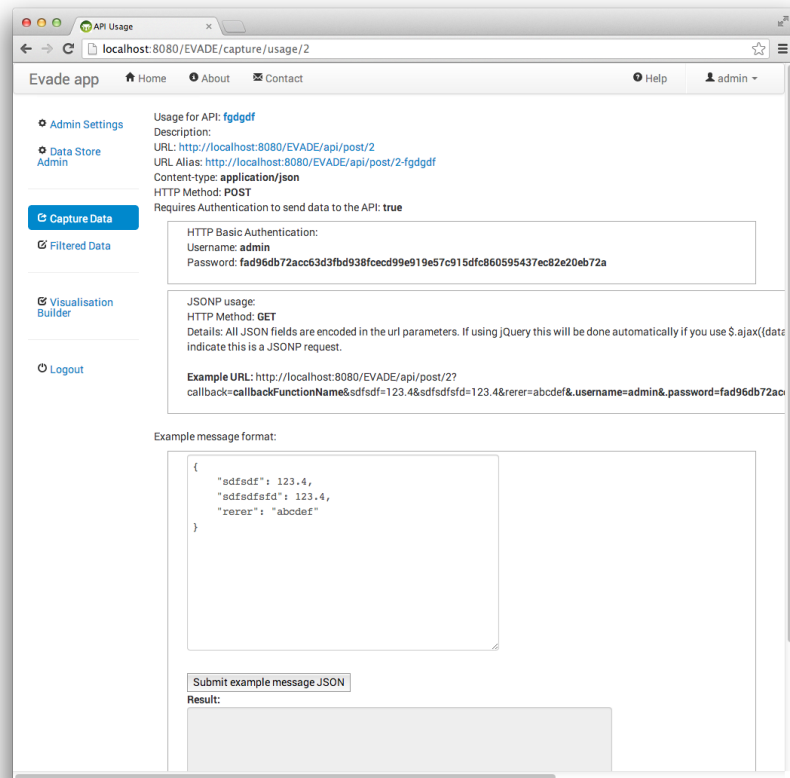 API Usage
localhost:8080/EVADE/capture/usage/2
Evade app Home About Contact Help admin
Admin Settings
Data Store
Admin
Capture Data
Filtered Data
Visualisation
Builder
Logout
Usage for API: fgdgdf
Description:
URL: http://localhost:8080/EVADE/api/post/2
URL Alias: http://localhost:8080/EVADE/api/post/2-fgdgdf
Content-type: application/json
HTTP Method: POST
Requires Authentication to send data to the API: true
HTTP Basic Authentication:
Username: admin
Password: fad96db72acc63d3fbd938fcecd99e919e57c915dfc860595437ec82e20eb72a
JSONP usage:
HTTP Method: GET
Details: All JSON fields are encoded in the url parameters. If using jQuery this will be done automatically if you use $.ajax({data
indicate this is a JSONP request.
Example URL: http://localhost:8080/EVADE/api/post/2?
callback=callbackFunctionName&sdfsdf=123.4&sdfsdfsfd=123.4&rerer=abcdef&.username=admin&.password=fad96db72acc
Example message format:
{
"sdfsdf": 123.4,
"sdfsdfsfd": 123.4,
"rerer": "abcdef"
}
Submit example message JSON
Result: